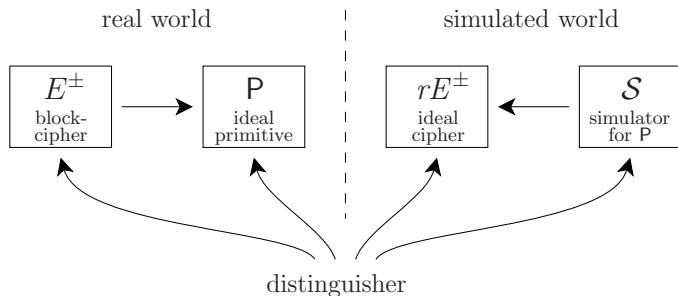 real world
simulated world
E±
block-
cipher
P
ideal
primitive
rE±
ideal
cipher
S
simulator
for P
distinguisher